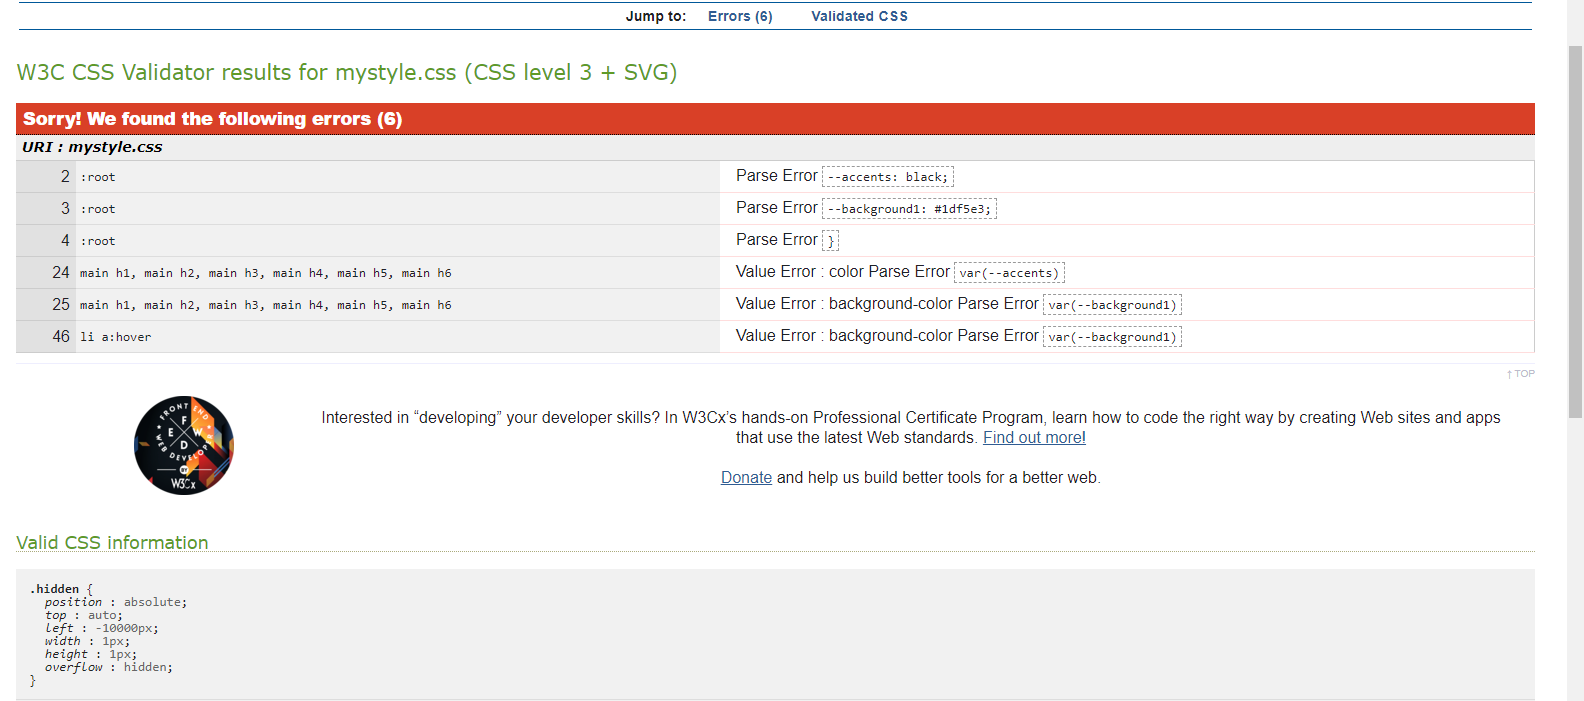 Jump to: Errors (6) Validated CSS
W3C CSS Validator results for mystyle.css (CSS level 3 + SVG)
Sorry! We found the following errors (6)
URI : mystyle.css
2 :root Parse Error --accents: black;
3 :root Parse Error --background1: #1df5e3;
4 :root Parse Error }
24 main h1, main h2, main h3, main h4, main h5, main h6 Value Error : color Parse Error var(--accents)
25 main h1, main h2, main h3, main h4, main h5, main h6 Value Error : background-color Parse Error var(--background1)
46 li a:hover Value Error : background-color Parse Error var(--background1)
↑ TOP
FRONT END
F E W D
WEB DEVELOPER
BY
W3Cx
Interested in “developing” your developer skills? In W3Cx’s hands-on Professional Certificate Program, learn how to code the right way by creating Web sites and apps
that use the latest Web standards. Find out more!
Donate and help us build better tools for a better web.
Valid CSS information
.hidden {
position : absolute;
top : auto;
left : -10000px;
width : 1px;
height : 1px;
overflow : hidden;
}